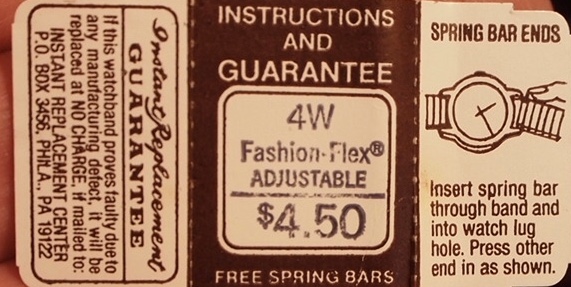 Instant Replacement
GUARANTEE
If this watchband proves faulty due to
any manufacturing defect, it will be
replaced at NO CHARGE, if mailed to:
INSTANT REPLACEMENT CENTER
P.O. BOX 3456, PHILA., PA 19122
INSTRUCTIONS
AND
GUARANTEE
4W
Fashion-Flex®
ADJUSTABLE
$4.50
FREE SPRING BARS
SPRING BAR ENDS
Insert spring bar
through band and
into watch lug
hole. Press other
end in as shown.